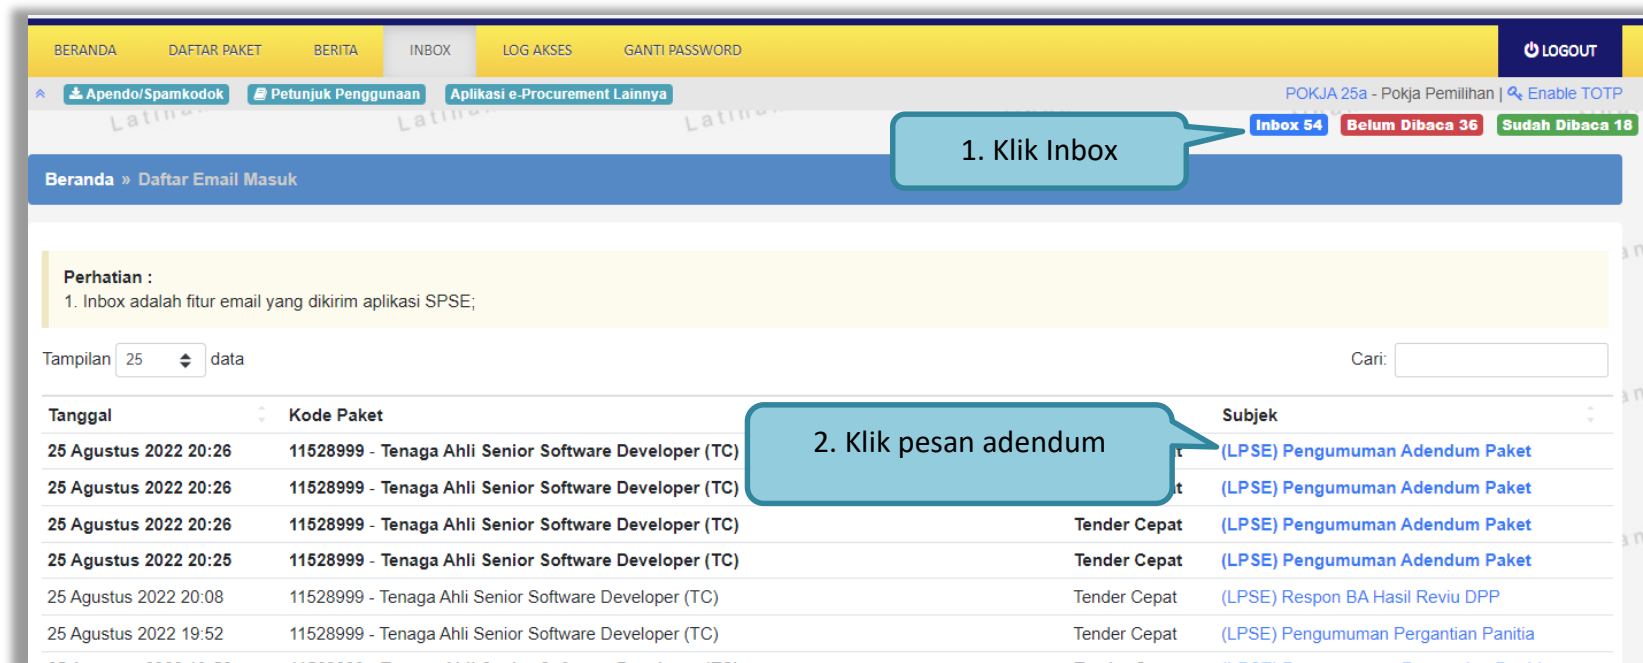 BERANDA DAFTAR PAKET BERITA INBOX LOG AKSES GANTI PASSWORD LOGOUT
Apendo/Spamkodok Petunjuk Penggunaan Aplikasi e-Procurement Lainnya POKJA 25a - Pokja Pemilihan | Enable TOTP
Inbox 54 Belum Dibaca 36 Sudah Dibaca 18
1. Klik Inbox
Beranda » Daftar Email Masuk
Perhatian :
1. Inbox adalah fitur email yang dikirim aplikasi SPSE;
Tampilan 25 data Cari:
Tanggal Kode Paket Subjek
2. Klik pesan adendum
25 Agustus 2022 20:26 11528999 - Tenaga Ahli Senior Software Developer (TC) (LPSE) Pengumuman Adendum Paket
25 Agustus 2022 20:26 11528999 - Tenaga Ahli Senior Software Developer (TC) (LPSE) Pengumuman Adendum Paket
25 Agustus 2022 20:26 11528999 - Tenaga Ahli Senior Software Developer (TC) Tender Cepat (LPSE) Pengumuman Adendum Paket
25 Agustus 2022 20:25 11528999 - Tenaga Ahli Senior Software Developer (TC) Tender Cepat (LPSE) Pengumuman Adendum Paket
25 Agustus 2022 20:08 11528999 - Tenaga Ahli Senior Software Developer (TC) Tender Cepat (LPSE) Respon BA Hasil Reviu DPP
25 Agustus 2022 19:52 11528999 - Tenaga Ahli Senior Software Developer (TC) Tender Cepat (LPSE) Pengumuman Pergantian Panitia